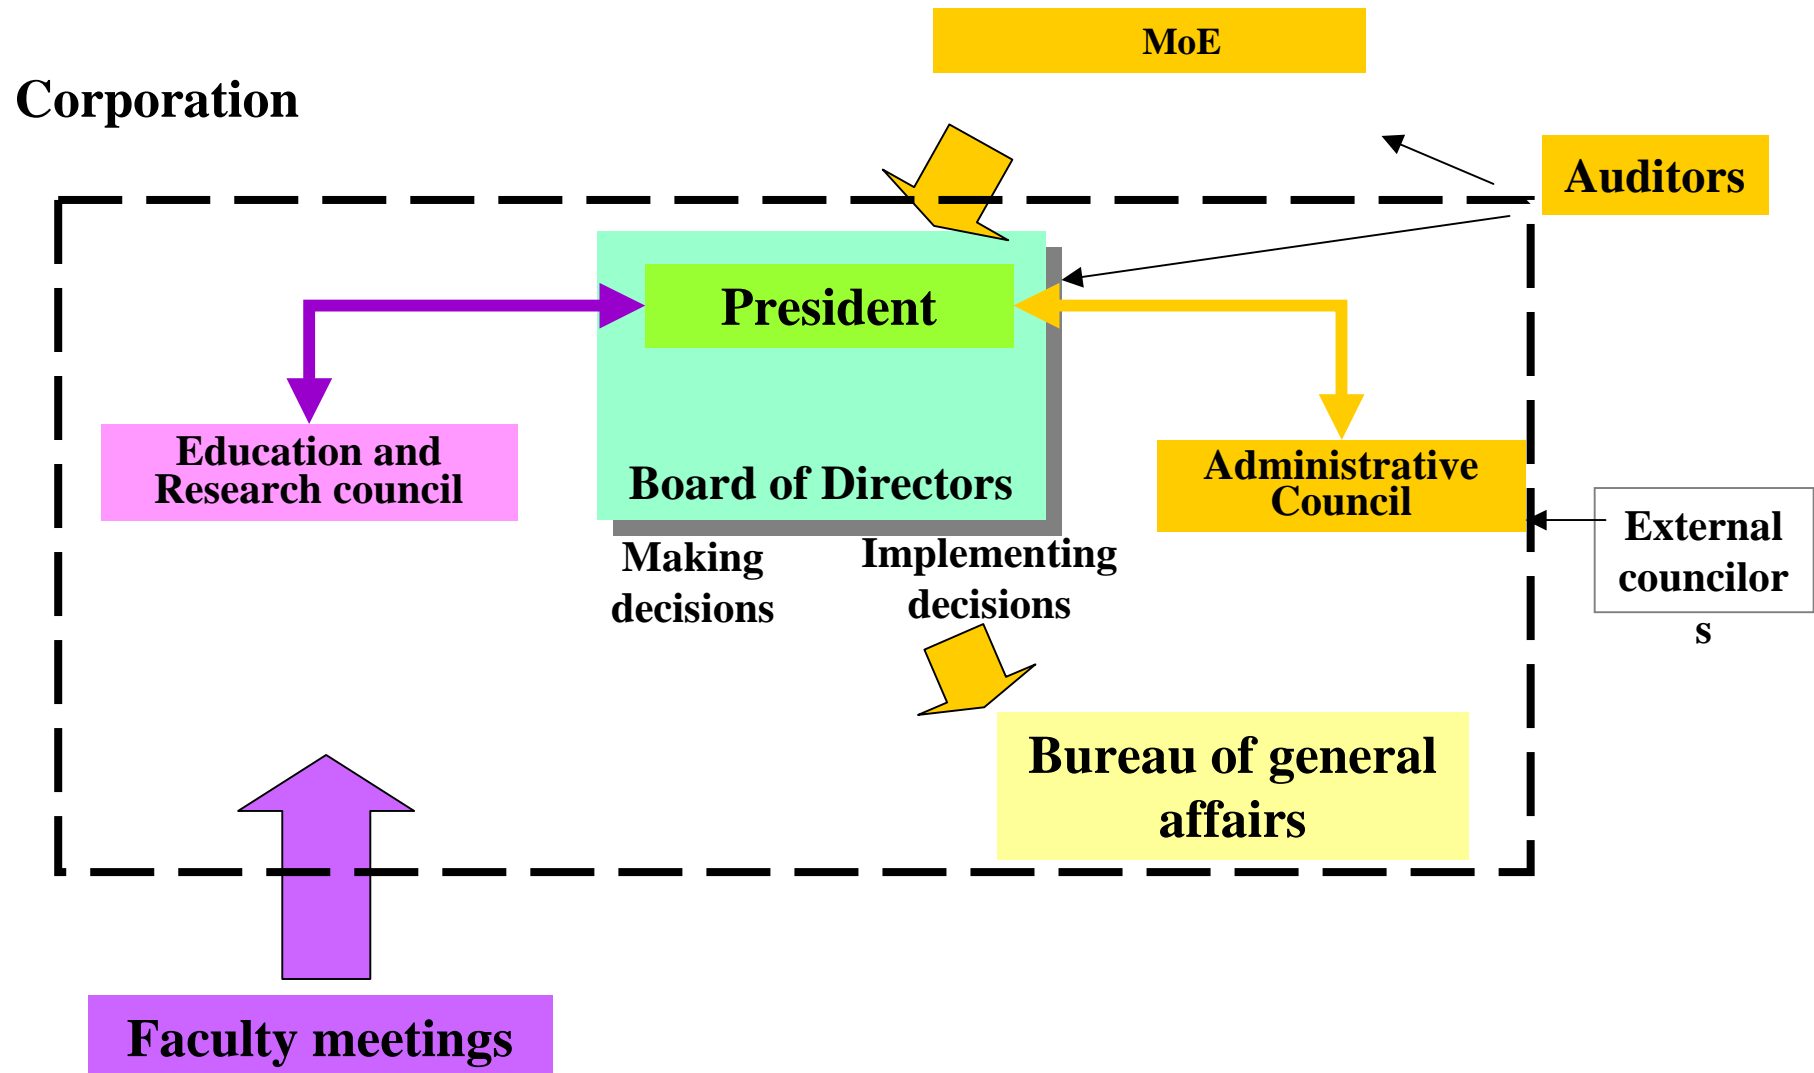 MoE
Corporation
Auditors
President
Education and
Research council
Board of Directors
Administrative
Council
External
councilor
s
Making
decisions
Implementing
decisions
Bureau of general
affairs
Faculty meetings